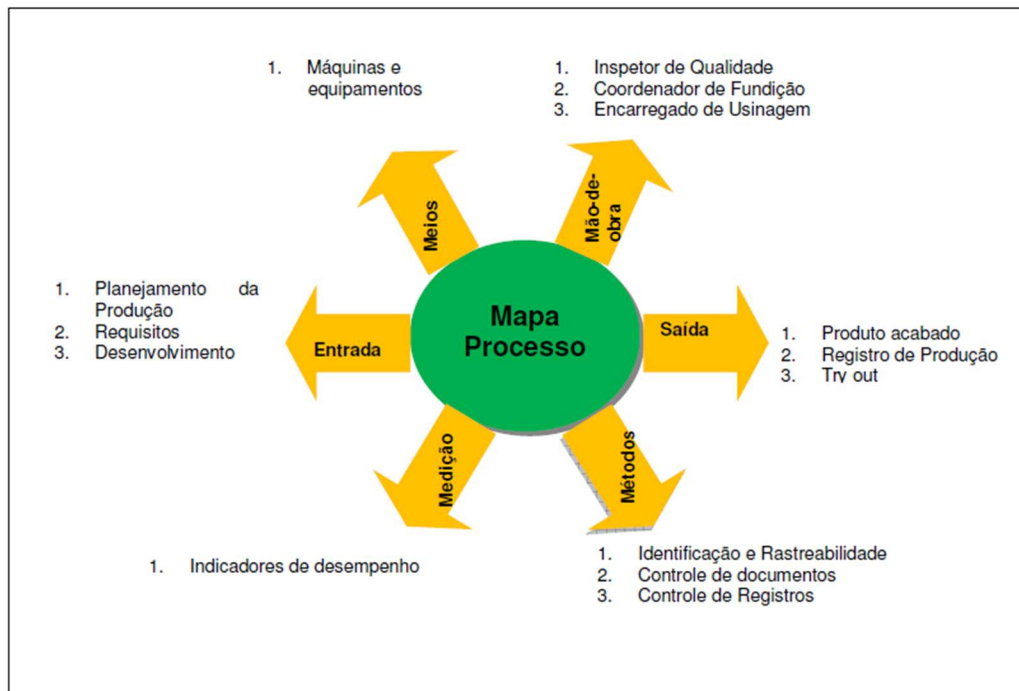 1. Máquinas e
equipamentos
1. Inspetor de Qualidade
2. Coordenador de Fundição
3. Encarregado de Usinagem
Meios
Mão-de-
obra
1. Planejamento da
Produção
2. Requisitos
3. Desenvolvimento
Entrada
Mapa
Processo
Saída
1. Produto acabado
2. Registro de Produção
3. Try out
Medição
Métodos
1. Indicadores de desempenho
1. Identificação e Rastreabilidade
2. Controle de documentos
3. Controle de Registros